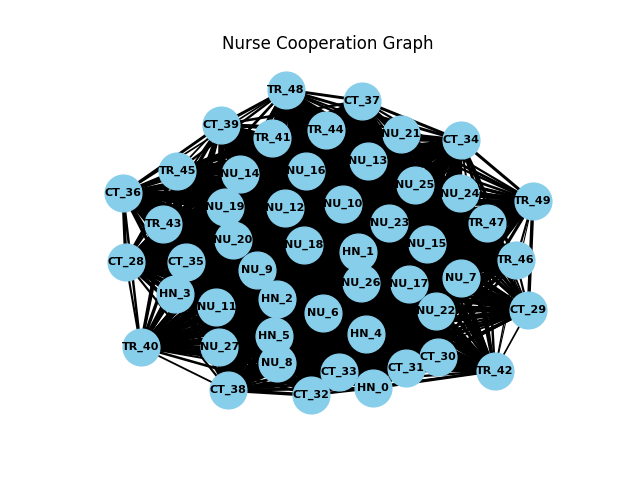 Nurse Cooperation Graph
TR_48
CT_37
CT_39
TR_41
TR_44
NU_21
CT_34
TR_45
NU_14
NU_16
NU_13
CT_36
NU_25
NU_24
TR_49
NU_19
NU_12
NU_10
TR_43
NU_23
TR_47
NU_20
NU_18
NU_15
HN_1
CT_28
CT_35
NU_9
TR_46
NU_26
NU_17
NU_7
HN_3
NU_11
HN_2
NU_6
NU_22
CT_29
HN_5
HN_4
TR_40
NU_27
NU_8
CT_30
CT_33
CT_31
TR_42
CT_38
CT_32
HN_0